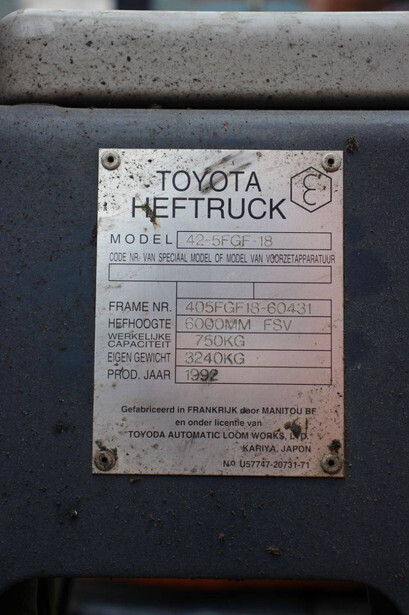 TOYOTA
HEFTRUCK
MODEL 42-5FGF-18
CODE NR. VAN SPECIAAL MODEL OF MODEL VAN VOORZETAPPARTUUR
FRAME NR. 405FGF18-60431
HEFHOOGTE 6000MM FSV
WERKELIJKE CAPACITEIT 750KG
EIGEN GEWICHT 3240KG
PROD. JAAR 1992
Gefabriceerd in FRANKRIJK door MANITOU BF
en onder licentie van
TOYODA AUTOMATIC LOOM WORKS, LTD.
KARIYA, JAPON
No U57747-20731-71